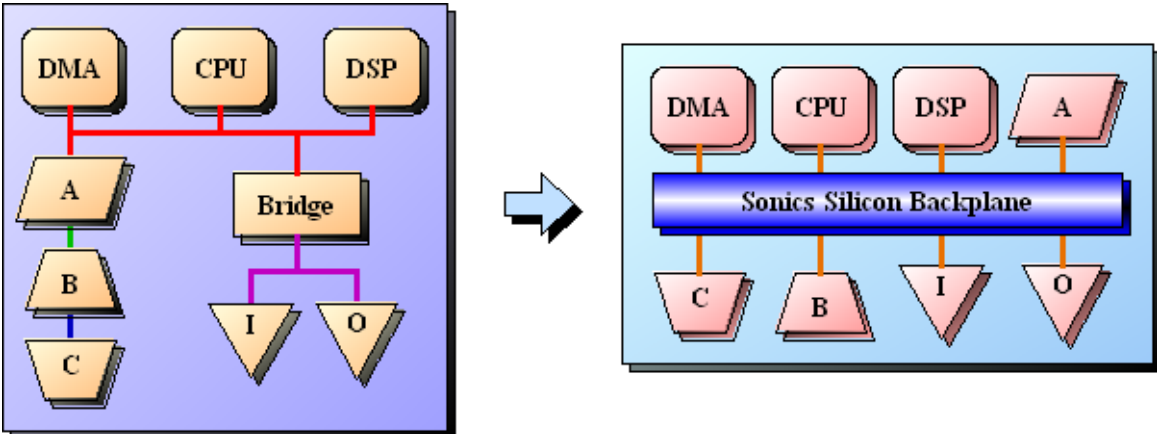 DMA
CPU
DSP
A
Bridge
B
I
O
C
DMA
CPU
DSP
A
Sonics Silicon Backplane
C
B
I
O